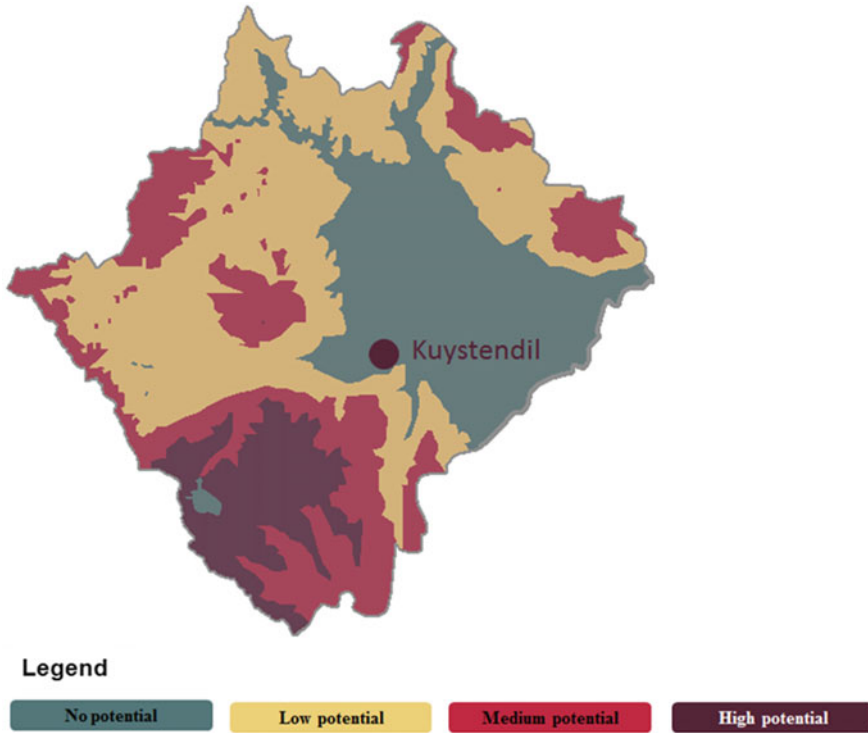 Kuystendil
Legend
No potential
Low potential
Medium potential
High potential